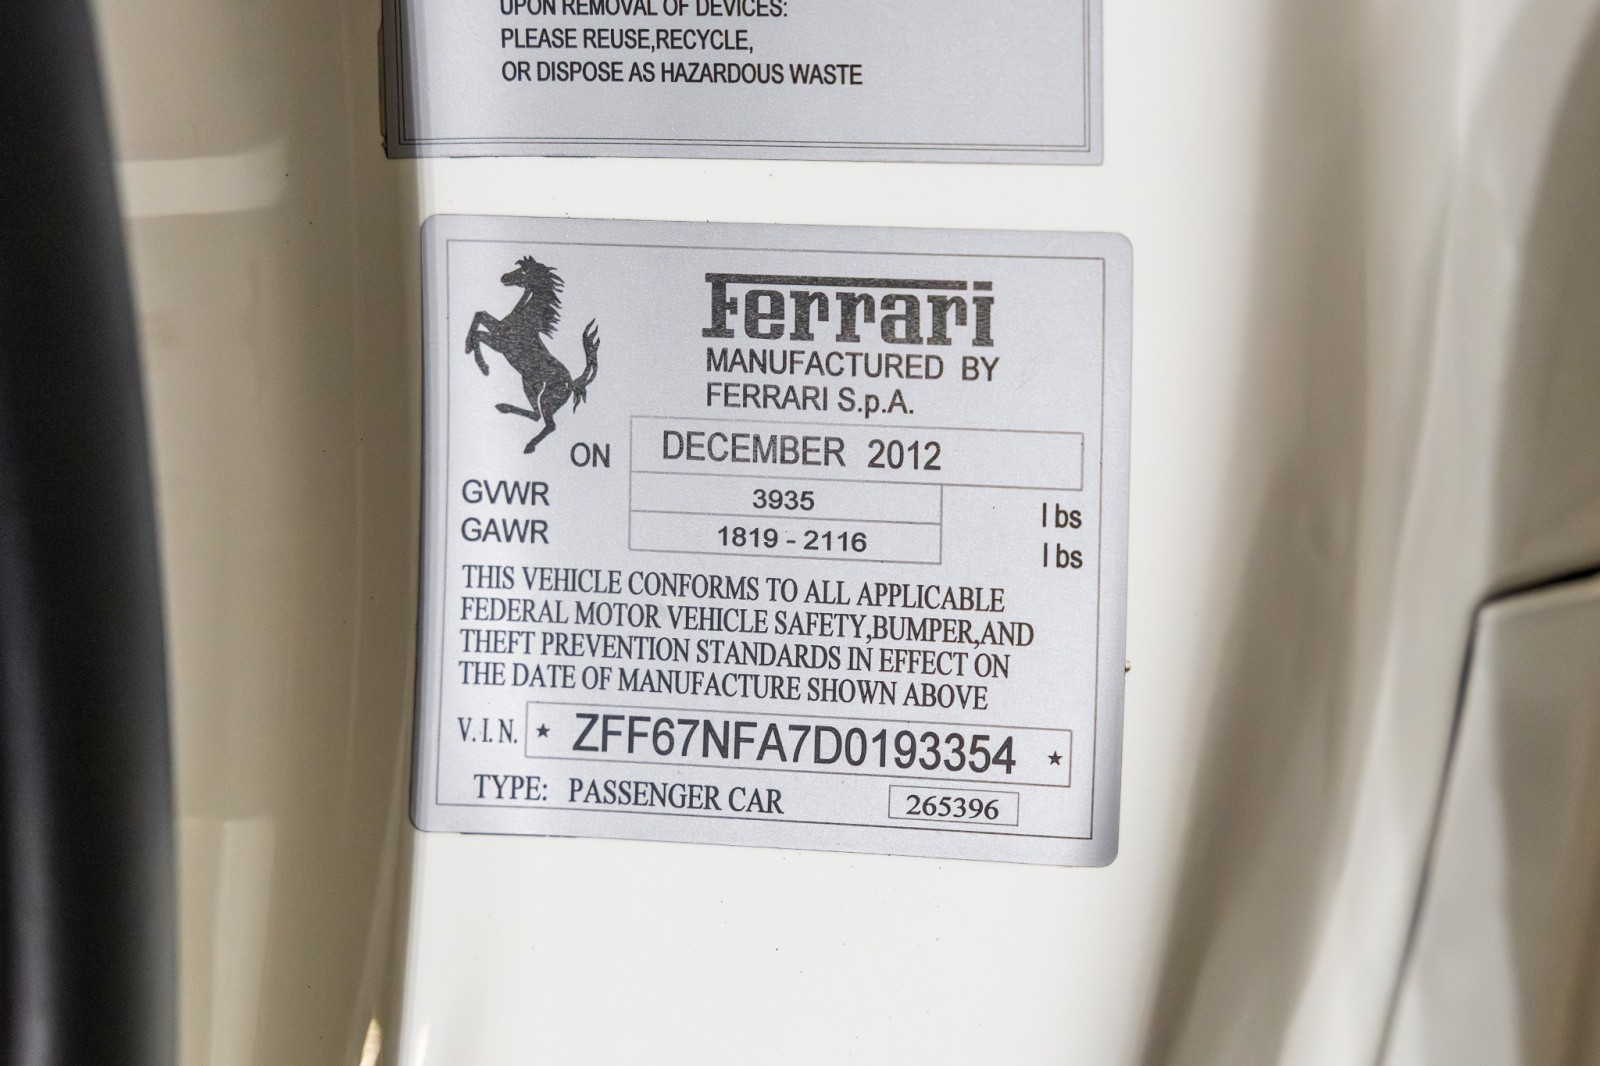 UPON REMOVAL OF DEVICES:
PLEASE REUSE,RECYCLE,
OR DISPOSE AS HAZARDOUS WASTE
Ferrari
MANUFACTURED BY
FERRARI S.p.A.
ON DECEMBER 2012
GVWR 3935 lbs
GAWR 1819 - 2116 lbs
THIS VEHICLE CONFORMS TO ALL APPLICABLE
FEDERAL MOTOR VEHICLE SAFETY,BUMPER,AND
THEFT PREVENTION STANDARDS IN EFFECT ON
THE DATE OF MANUFACTURE SHOWN ABOVE
V.I.N. ★ ZFF67NFA7D0193354 ★
TYPE: PASSENGER CAR 265396